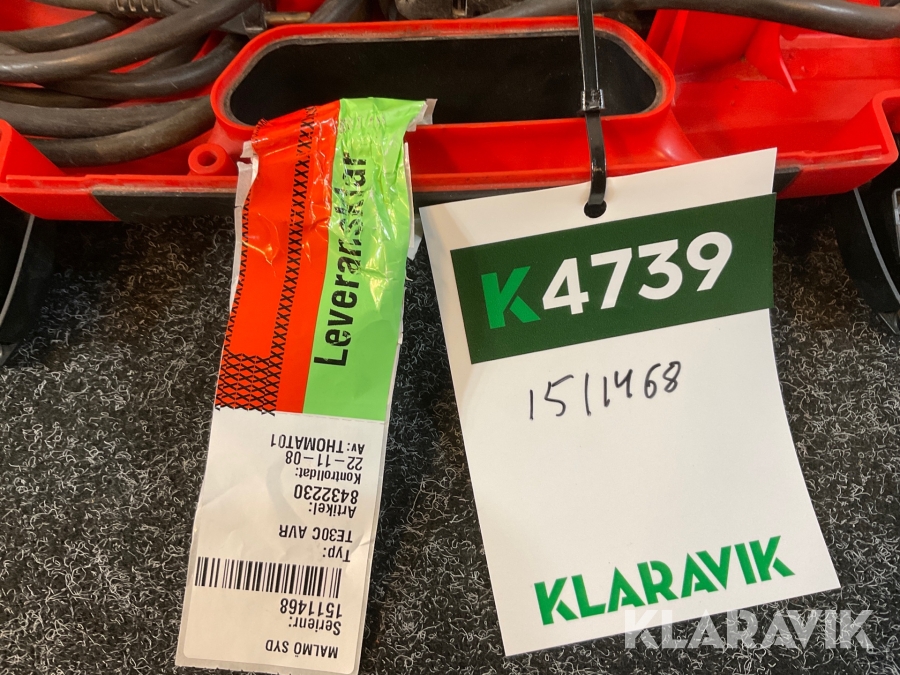 Leveransklar
MALMÖ SYD
Serienr:
1511468
Typ:
TE30C AVR
Artikel:
8432230
Kontrolldat:
22-11-08
Av: THOMAT01
K4739
1511468
KLARAVIK
KLARAVIK